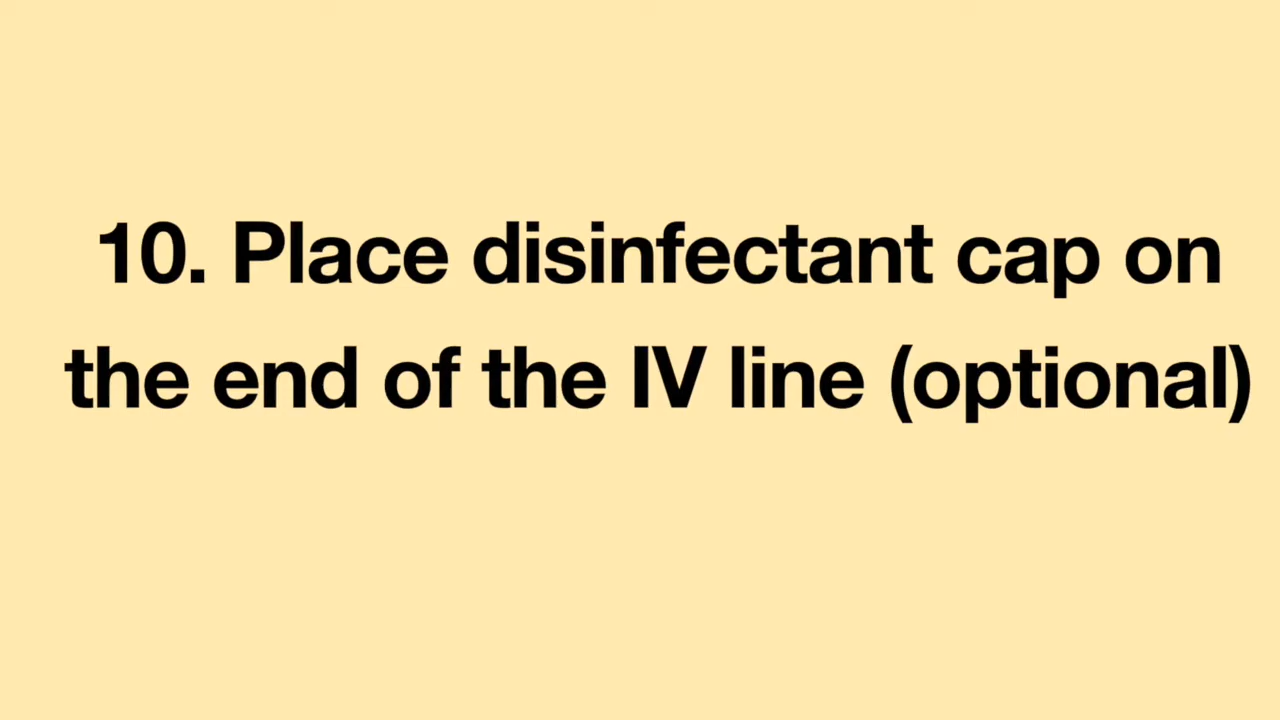 10. Place disinfectant cap on
the end of the IV line (optional)